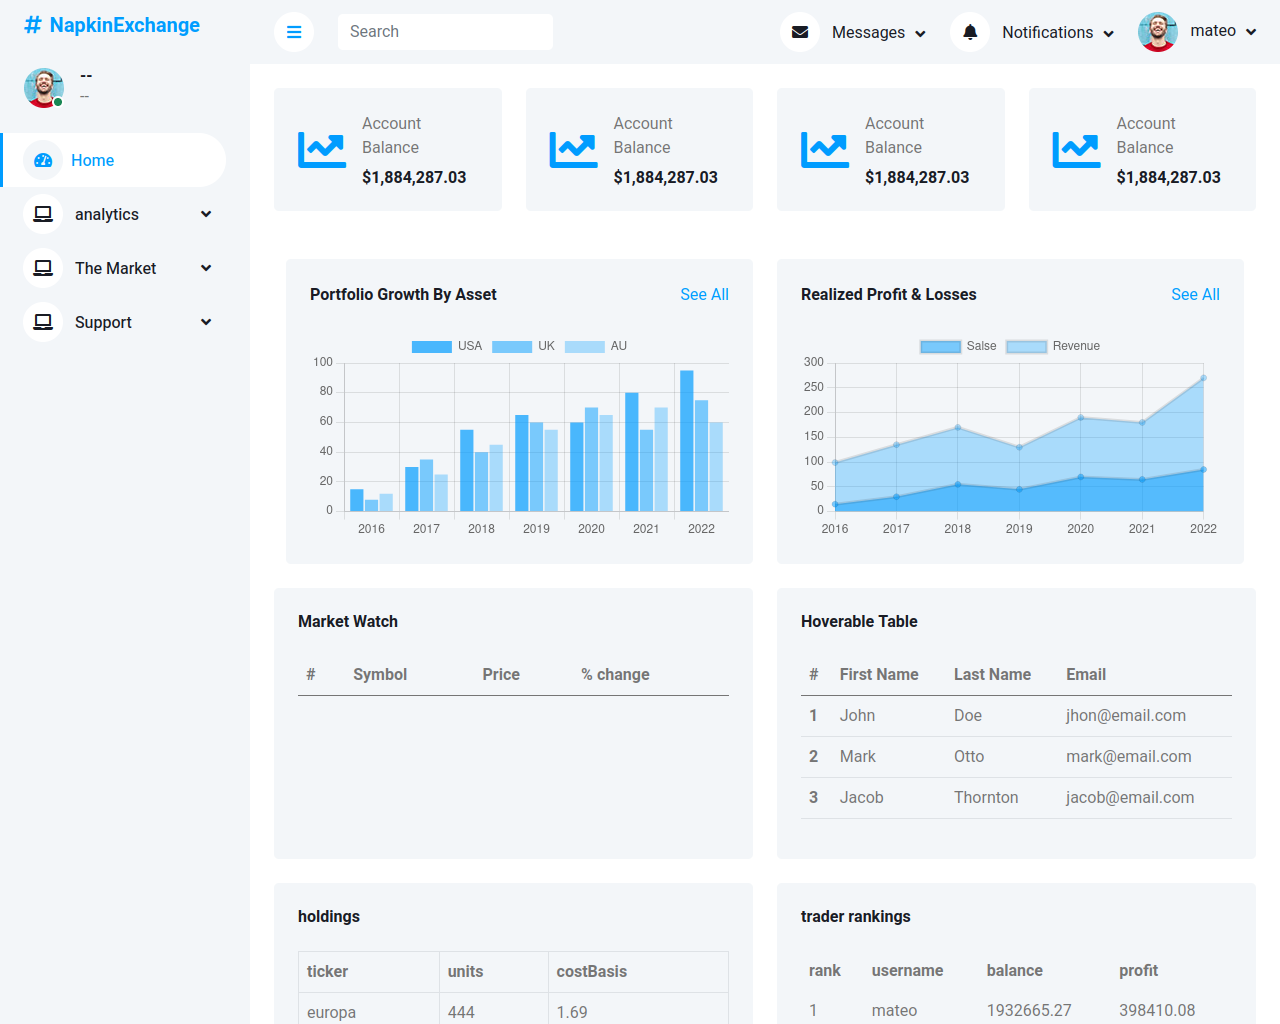 # NapkinExchange
Search
Messages
Notifications
mateo
--
--
Home
analytics
The Market
Support
Account
Balance
$1,884,287.03
Account
Balance
$1,884,287.03
Account
Balance
$1,884,287.03
Account
Balance
$1,884,287.03
Portfolio Growth By Asset
See All
USA UK AU
100
80
60
40
20
0
2016 2017 2018 2019 2020 2021 2022
Realized Profit & Losses
See All
Salse Revenue
300
250
200
150
100
50
0
2016 2017 2018 2019 2020 2021 2022
Market Watch
# Symbol Price % change
Hoverable Table
# First Name Last Name Email
1 John Doe jhon@email.com
2 Mark Otto mark@email.com
3 Jacob Thornton jacob@email.com
holdings
ticker units costBasis
europa 444 1.69
trader rankings
rank username balance profit
1 mateo 1932665.27 398410.08